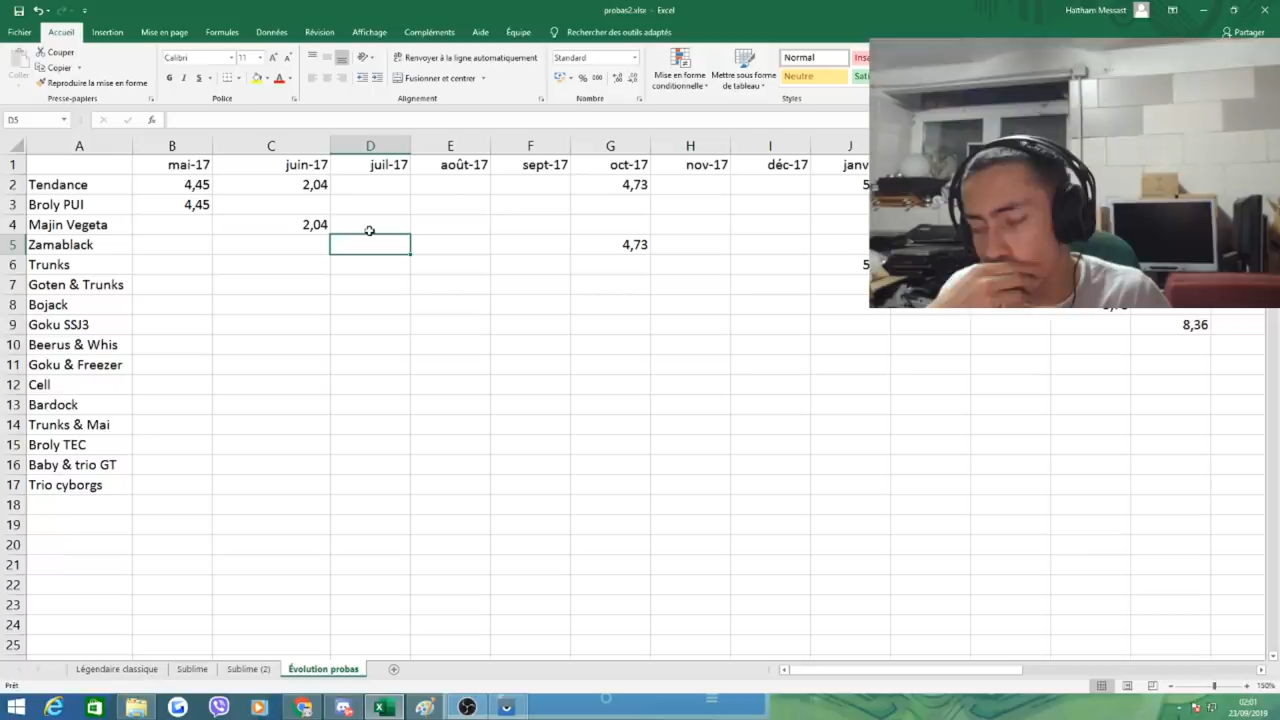 probas2.xlsx - Excel
Haitham Messast
Fichier Accueil Insertion Mise en page Formules Données Révision Affichage Compléments Aide Équipe Rechercher des outils adaptés Partager
Coller
Couper
Copier
Reproduire la mise en forme
Presse-papiers
Calibri 11
G I S
Police
Renvoyer à la ligne automatiquement
Fusionner et centrer
Alignement
Standard
% 000
Nombre
Mise en forme conditionnelle
Mettre sous forme de tableau
Normal
Neutre
Styles
D5 fx
A B C D E F G H I J
1 mai-17 juin-17 juil-17 août-17 sept-17 oct-17 nov-17 déc-17 janv
2 Tendance 4,45 2,04 4,73 5
3 Broly PUI 4,45
4 Majin Vegeta 2,04
5 Zamablack 4,73
6 Trunks 5
7 Goten & Trunks
8 Bojack
9 Goku SSJ3 8,36
10 Beerus & Whis
11 Goku & Freezer
12 Cell
13 Bardock
14 Trunks & Mai
15 Broly TEC
16 Baby & trio GT
17 Trio cyborgs
18
19
20
21
22
23
24
25
Légendaire classique Sublime Sublime (2) Évolution probas
Prêt 150%
02:01
23/09/2019